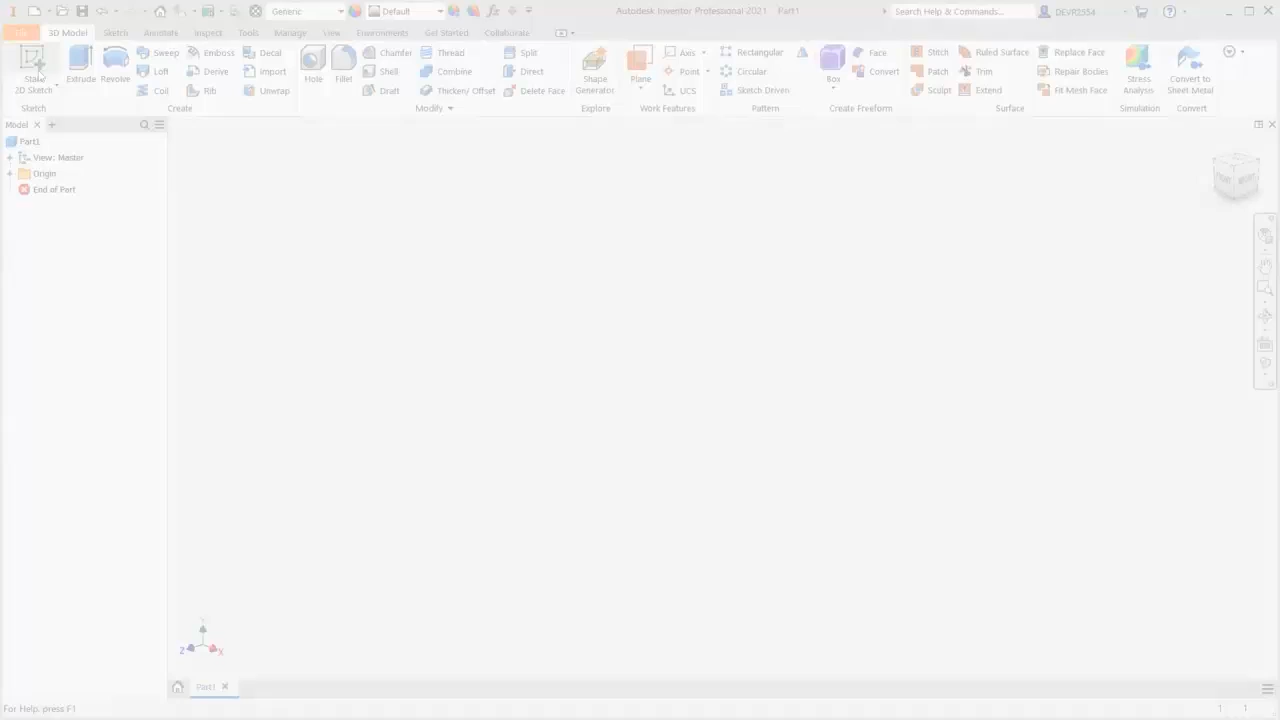 Generic Default Autodesk Inventor Professional 2021 Part1 Search Help & Commands... DEVR2554
File 3D Model Sketch Annotate Inspect Tools Manage View Environments Get Started Collaborate
Start 2D Sketch Extrude Revolve Sweep Emboss Decal Hole Fillet Chamfer Thread Split Shape Generator Plane Axis Rectangular Box Face Stitch Ruled Surface Replace Face Stress Analysis Convert to Sheet Metal
Loft Derive Import Shell Combine Direct Point Circular Convert Patch Trim Repair Bodies
Coil Rib Unwrap Draft Thicken/ Offset Delete Face UCS Sketch Driven Sculpt Extend Fit Mesh Face
Sketch Create Modify Explore Work Features Pattern Create Freeform Surface Simulation Convert
Model
Part1
View: Master
Origin
End of Part
Y
Z X
Part1
For Help, press F1 1 1